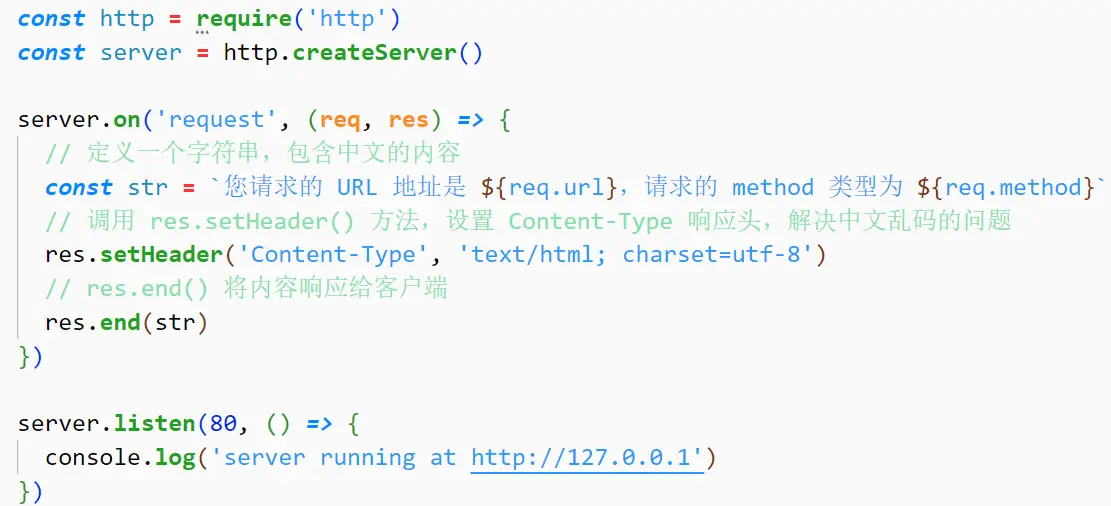 const http = require('http')
const server = http.createServer()
server.on('request', (req, res) => {
// 定义一个字符串，包含中文的内容
const str = `您请求的 URL 地址是 ${req.url}，请求的 method 类型为 ${req.method}`
// 调用 res.setHeader() 方法，设置 Content-Type 响应头，解决中文乱码的问题
res.setHeader('Content-Type', 'text/html; charset=utf-8')
// res.end() 将内容响应给客户端
res.end(str)
})
server.listen(80, () => {
console.log('server running at http://127.0.0.1')
})